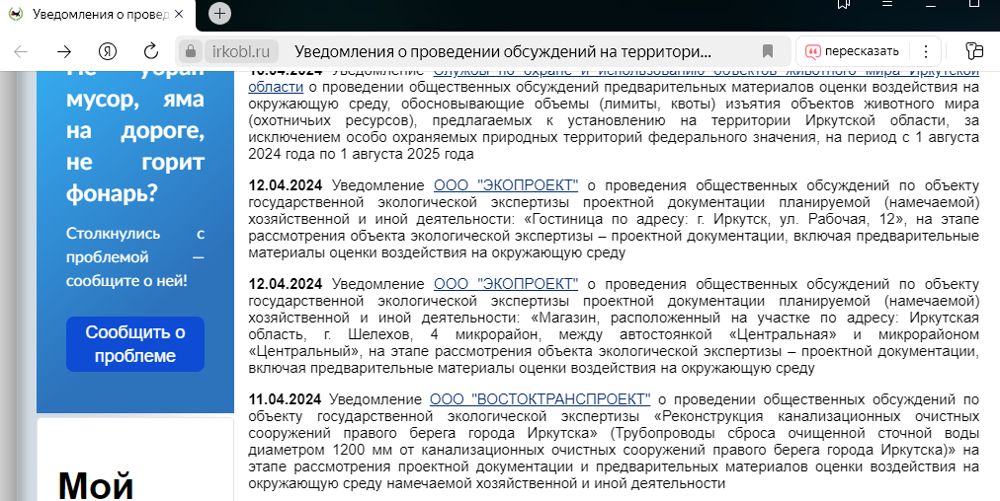 Уведомления о провед
irkobl.ru
Уведомления о проведении обсуждений на территори...
пересказать
Не убран
мусор, яма
на дороге,
не горит
фонарь?
Столкнулись с
проблемой —
сообщите о ней!
Сообщить о
проблеме
Мой
10.04.2024 Уведомление Службы по охране и использованию объектов животного мира Иркутской
области о проведении общественных обсуждений предварительных материалов оценки воздействия на
окружающую среду, обосновывающие объемы (лимиты, квоты) изъятия объектов животного мира
(охотничьих ресурсов), предлагаемых к установлению на территории Иркутской области, за
исключением особо охраняемых природных территорий федерального значения, на период с 1 августа
2024 года по 1 августа 2025 года
12.04.2024 Уведомление ООО "ЭКОПРОЕКТ" о проведения общественных обсуждений по объекту
государственной экологической экспертизы проектной документации планируемой (намечаемой)
хозяйственной и иной деятельности: «Гостиница по адресу: г. Иркутск, ул. Рабочая, 12», на этапе
рассмотрения объекта экологической экспертизы – проектной документации, включая предварительные
материалы оценки воздействия на окружающую среду
12.04.2024 Уведомление ООО "ЭКОПРОЕКТ" о проведения общественных обсуждений по объекту
государственной экологической экспертизы проектной документации планируемой (намечаемой)
хозяйственной и иной деятельности: «Магазин, расположенный на участке по адресу: Иркутская
область, г. Шелехов, 4 микрорайон, между автостоянкой «Центральная» и микрорайоном
«Центральный», на этапе рассмотрения объекта экологической экспертизы – проектной документации,
включая предварительные материалы оценки воздействия на окружающую среду
11.04.2024 Уведомление ООО "ВОСТОКТРАНСПРОЕКТ" о проведении общественных обсуждений по
объекту государственной экологической экспертизы «Реконструкция канализационных очистных
сооружений правого берега города Иркутска» (Трубопроводы сброса очищенной сточной воды
диаметром 1200 мм от канализационных очистных сооружений правого берега города Иркутска)» на
этапе рассмотрения проектной документации и предварительных материалов оценки воздействия на
окружающую среду намечаемой хозяйственной и иной деятельности